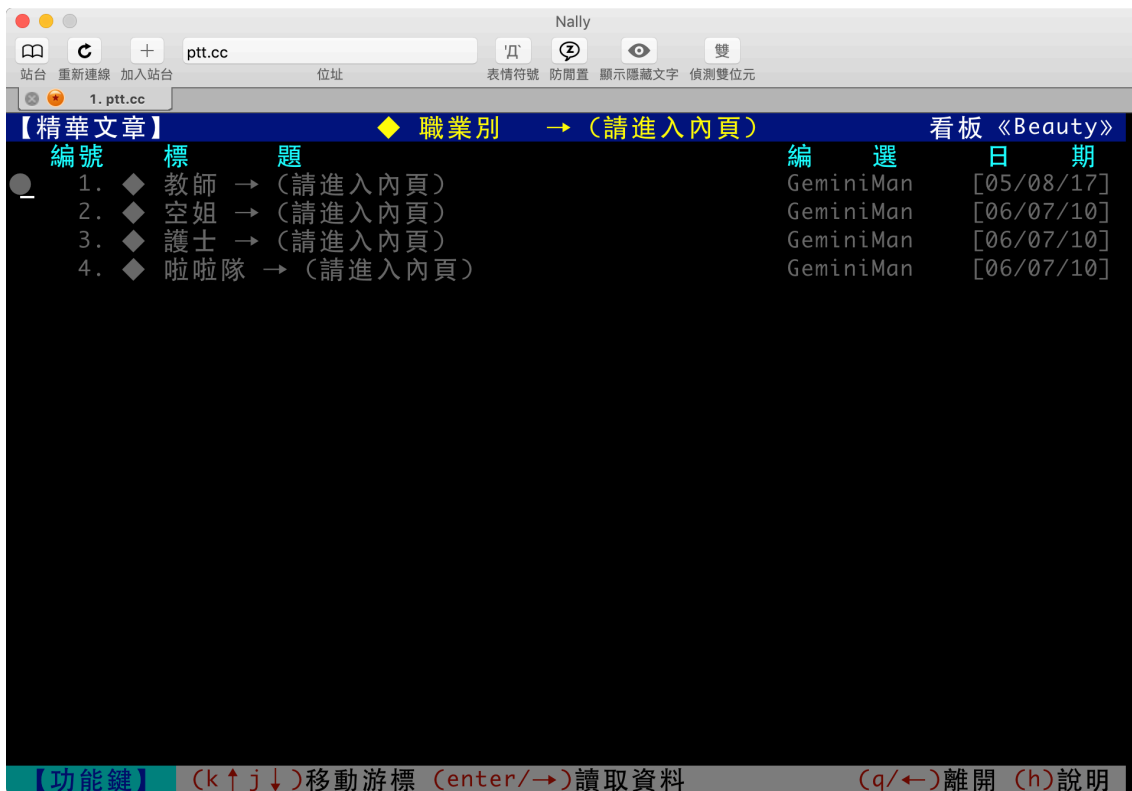 Nally
ptt.cc 'Д` 雙
站台 重新連線 加入站台 位址 表情符號 防閒置 顯示隱藏文字 偵測雙位元
1. ptt.cc
【精華文章】 ◆ 職業別 → (請進入內頁) 看板《Beauty》
編號 標 題 編 選 日 期
● 1. ◆ 教師 → (請進入內頁) GeminiMan [05/08/17]
2. ◆ 空姐 → (請進入內頁) GeminiMan [06/07/10]
3. ◆ 護士 → (請進入內頁) GeminiMan [06/07/10]
4. ◆ 啦啦隊 → (請進入內頁) GeminiMan [06/07/10]
【功能鍵】 (k↑j↓)移動游標 (enter/→)讀取資料 (q/←)離開 (h)說明